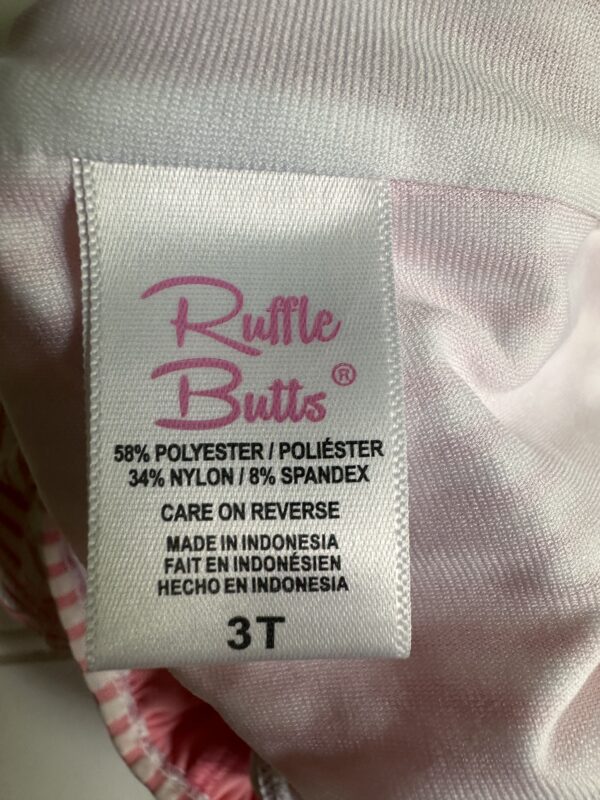 Ruffle
Butts®
58% POLYESTER / POLIÉSTER
34% NYLON / 8% SPANDEX
CARE ON REVERSE
MADE IN INDONESIA
FAIT EN INDONÉSIEN
HECHO EN INDONESIA
3T